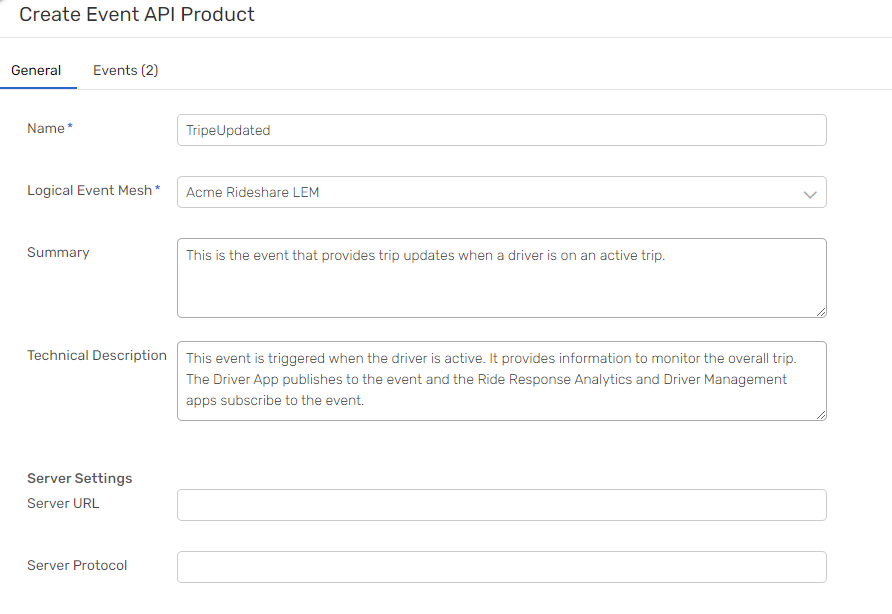 Create Event API Product
General Events (2)
Name *
TripeUpdated
Logical Event Mesh *
Acme Rideshare LEM
Summary
This is the event that provides trip updates when a driver is on an active trip.
Technical Description
This event is triggered when the driver is active. It provides information to monitor the overall trip.
The Driver App publishes to the event and the Ride Response Analytics and Driver Management
apps subscribe to the event.
Server Settings
Server URL
Server Protocol